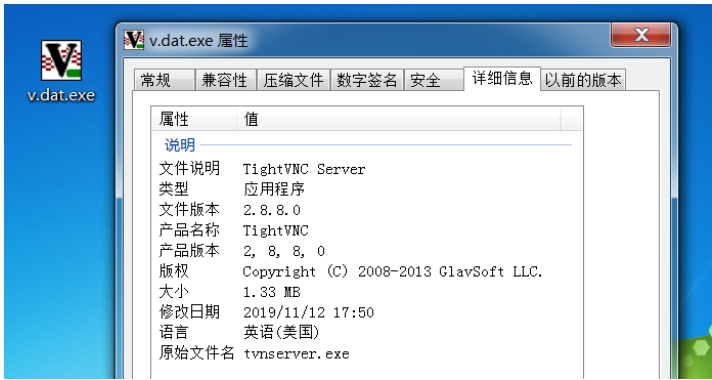 v.dat.exe
v.dat.exe 属性
常规 兼容性 压缩文件 数字签名 安全 详细信息 以前的版本
属性 值
说明
文件说明 TightVNC Server
类型 应用程序
文件版本 2.8.8.0
产品名称 TightVNC
产品版本 2, 8, 8, 0
版权 Copyright (C) 2008-2013 GlavSoft LLC.
大小 1.33 MB
修改日期 2019/11/12 17:50
语言 英语(美国)
原始文件名 tvnserver.exe